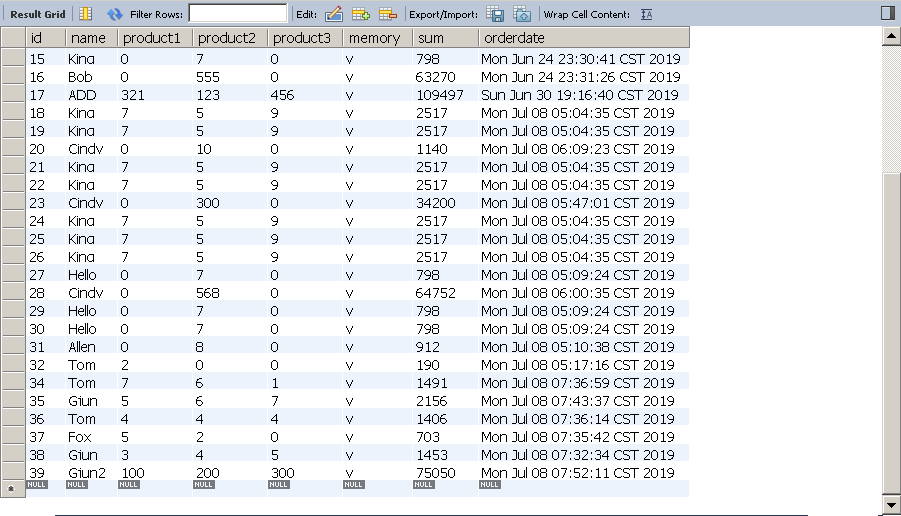 Result Grid Filter Rows: Edit: Export/Import: Wrap Cell Content: IA
id name product1 product2 product3 memory sum orderdate
15 Kina 0 7 0 v 798 Mon Jun 24 23:30:41 CST 2019
16 Bob 0 555 0 v 63270 Mon Jun 24 23:31:26 CST 2019
17 ADD 321 123 456 v 109497 Sun Jun 30 19:16:40 CST 2019
18 Kina 7 5 9 v 2517 Mon Jul 08 05:04:35 CST 2019
19 Kina 7 5 9 v 2517 Mon Jul 08 05:04:35 CST 2019
20 Cindv 0 10 0 v 1140 Mon Jul 08 06:09:23 CST 2019
21 Kina 7 5 9 v 2517 Mon Jul 08 05:04:35 CST 2019
22 Kina 7 5 9 v 2517 Mon Jul 08 05:04:35 CST 2019
23 Cindv 0 300 0 v 34200 Mon Jul 08 05:47:01 CST 2019
24 Kina 7 5 9 v 2517 Mon Jul 08 05:04:35 CST 2019
25 Kina 7 5 9 v 2517 Mon Jul 08 05:04:35 CST 2019
26 Kina 7 5 9 v 2517 Mon Jul 08 05:04:35 CST 2019
27 Hello 0 7 0 v 798 Mon Jul 08 05:09:24 CST 2019
28 Cindv 0 568 0 v 64752 Mon Jul 08 06:00:35 CST 2019
29 Hello 0 7 0 v 798 Mon Jul 08 05:09:24 CST 2019
30 Hello 0 7 0 v 798 Mon Jul 08 05:09:24 CST 2019
31 Allen 0 8 0 v 912 Mon Jul 08 05:10:38 CST 2019
32 Tom 2 0 0 v 190 Mon Jul 08 05:17:16 CST 2019
34 Tom 7 6 1 v 1491 Mon Jul 08 07:36:59 CST 2019
35 Giun 5 6 7 v 2156 Mon Jul 08 07:43:37 CST 2019
36 Tom 4 4 4 v 1406 Mon Jul 08 07:36:14 CST 2019
37 Fox 5 2 0 v 703 Mon Jul 08 07:35:42 CST 2019
38 Giun 3 4 5 v 1453 Mon Jul 08 07:32:34 CST 2019
39 Giun2 100 200 300 v 75050 Mon Jul 08 07:52:11 CST 2019
* NULL NULL NULL NULL NULL NULL NULL NULL